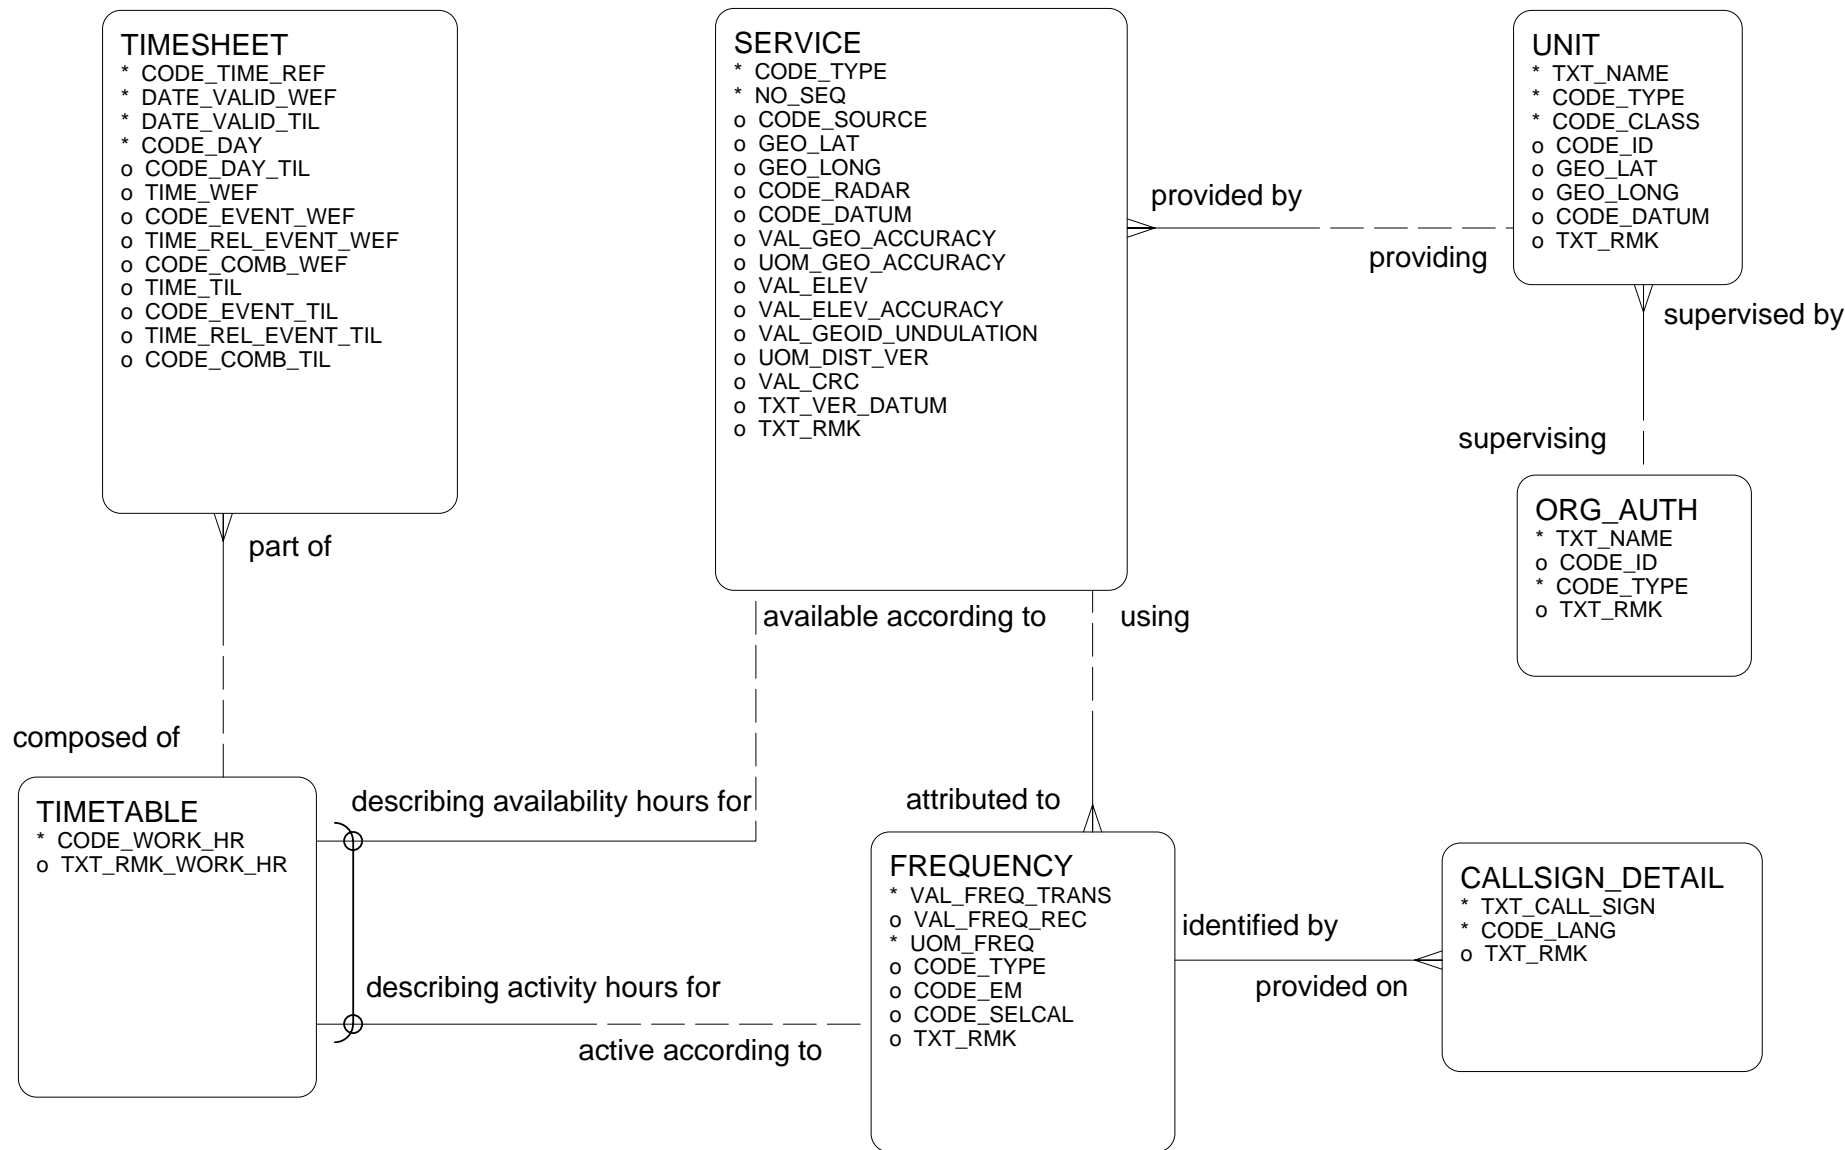 TIMESHEET
* CODE_TIME_REF
* DATE_VALID_WEF
* DATE_VALID_TIL
* CODE_DAY
o CODE_DAY_TIL
o TIME_WEF
o CODE_EVENT_WEF
o TIME_REL_EVENT_WEF
o CODE_COMB_WEF
o TIME_TIL
o CODE_EVENT_TIL
o TIME_REL_EVENT_TIL
o CODE_COMB_TIL
SERVICE
* CODE_TYPE
* NO_SEQ
o CODE_SOURCE
o GEO_LAT
o GEO_LONG
o CODE_RADAR
o CODE_DATUM
o VAL_GEO_ACCURACY
o UOM_GEO_ACCURACY
o VAL_ELEV
o VAL_ELEV_ACCURACY
o VAL_GEOID_UNDULATION
o UOM_DIST_VER
o VAL_CRC
o TXT_VER_DATUM
o TXT_RMK
provided by
providing
UNIT
* TXT_NAME
* CODE_TYPE
* CODE_CLASS
o CODE_ID
o GEO_LAT
o GEO_LONG
o CODE_DATUM
o TXT_RMK
supervised by
supervising
ORG_AUTH
* TXT_NAME
o CODE_ID
* CODE_TYPE
o TXT_RMK
part of
composed of
available according to
using
TIMETABLE
* CODE_WORK_HR
o TXT_RMK_WORK_HR
describing availability hours for
describing activity hours for
active according to
attributed to
FREQUENCY
* VAL_FREQ_TRANS
o VAL_FREQ_REC
* UOM_FREQ
o CODE_TYPE
o CODE_EM
o CODE_SELCAL
o TXT_RMK
identified by
provided on
CALLSIGN_DETAIL
* TXT_CALL_SIGN
* CODE_LANG
o TXT_RMK